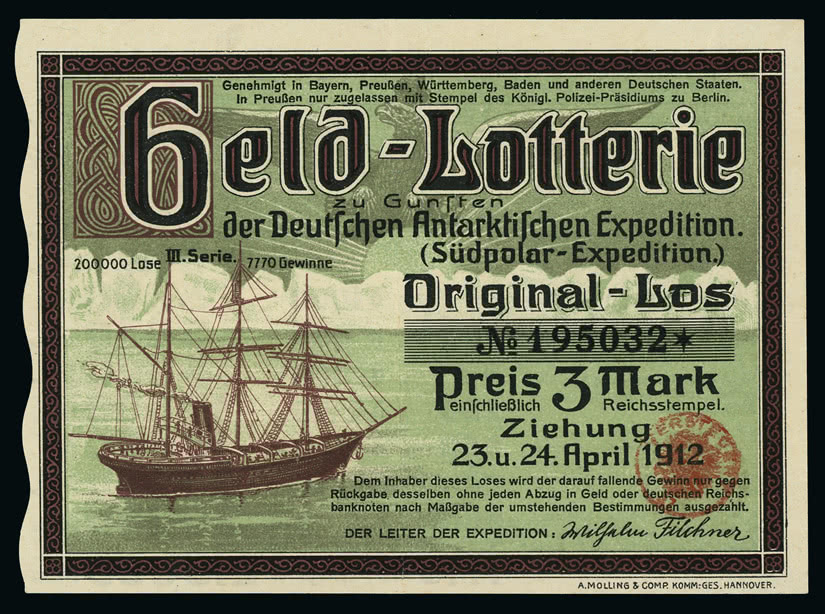 Genehmigt in Bayern, Preußen, Württemberg, Baden und anderen Deutschen Staaten.
In Preußen nur zugelassen mit Stempel des Königl. Polizei-Präsidiums zu Berlin.
Geld-Lotterie
zu Gunſten
der Deutſchen Antarktiſchen Expedition.
(Südpolar-Expedition.)
200000 Lose III. Serie. 7770 Gewinne
Original-Los
No 195032*
Preis 3 Mark
einſchließlich Reichsstempel.
Ziehung
23. u. 24. April 1912
Dem Inhaber dieses Loses wird der darauf fallende Gewinn nur gegen
Rückgabe desselben ohne jeden Abzug in Geld oder deutschen Reichs-
banknoten nach Maßgabe der umstehenden Bestimmungen ausgezahlt.
DER LEITER DER EXPEDITION: Wilhelm Filchner
A. MOLLING & COMP. KOMM:-GES. HANNOVER.